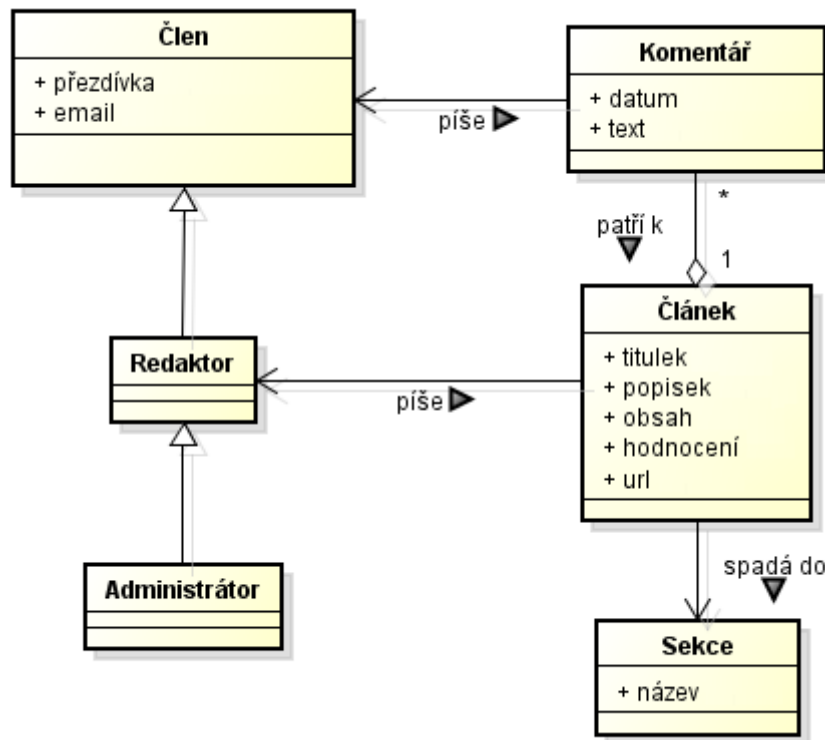 Člen
+ přezdívka
+ email
Komentář
+ datum
+ text
píše
*
patří k
1
Článek
+ titulek
+ popisek
+ obsah
+ hodnocení
+ url
Redaktor
píše
Administrátor
spadá do
Sekce
+ název